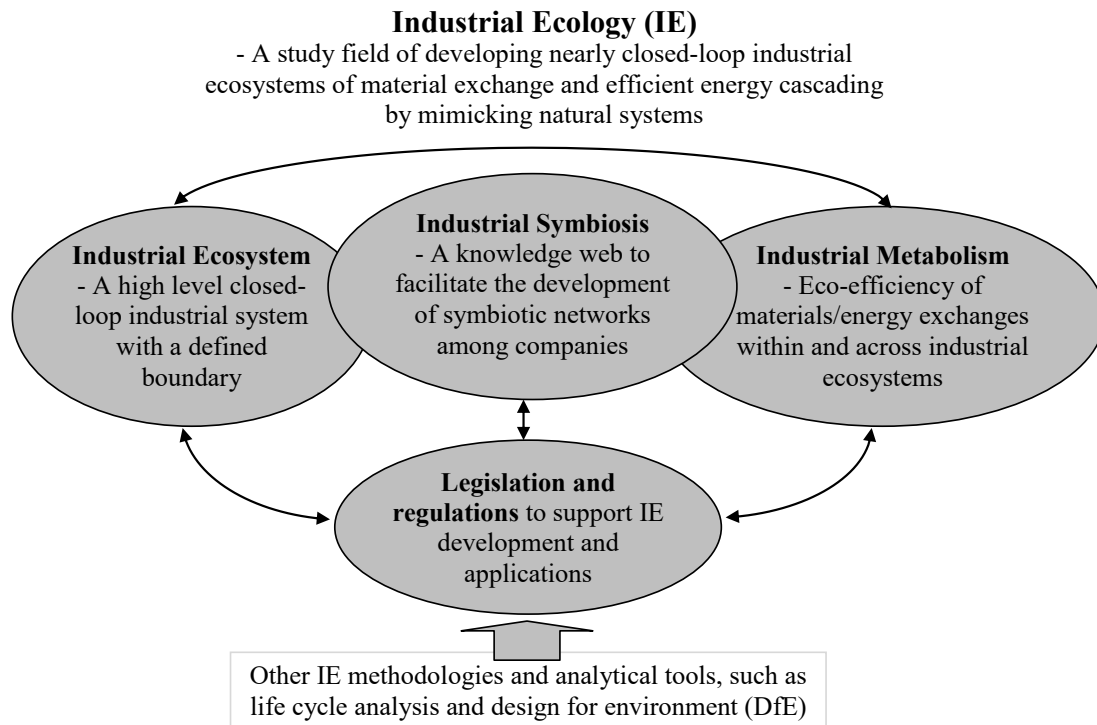 Industrial Ecology (IE)
- A study field of developing nearly closed-loop industrial
ecosystems of material exchange and efficient energy cascading
by mimicking natural systems
Industrial Ecosystem
- A high level closed-
loop industrial system
with a defined
boundary
Industrial Symbiosis
- A knowledge web to
facilitate the development
of symbiotic networks
among companies
Industrial Metabolism
- Eco-efficiency of
materials/energy exchanges
within and across industrial
ecosystems
Legislation and
regulations to support IE
development and
applications
Other IE methodologies and analytical tools, such as
life cycle analysis and design for environment (DfE)